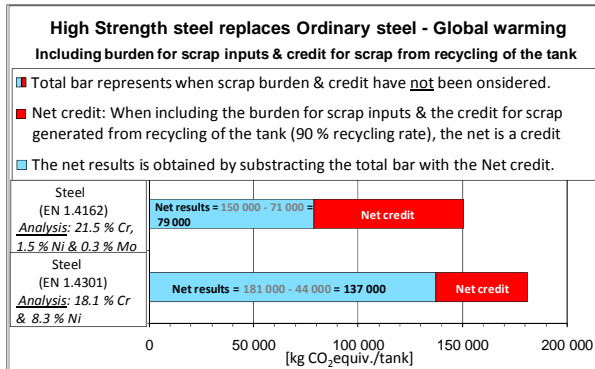 High Strength steel replaces Ordinary steel - Global warming
Including burden for scrap inputs & credit for scrap from recycling of the tank
Total bar represents when scrap burden & credit have not been onsidered.
Net credit: When including the burden for scrap inputs & the credit for scrap
generated from recycling of the tank (90 % recycling rate), the net is a credit
The net results is obtained by substracting the total bar with the Net credit.
Steel
(EN 1.4162)
Analysis: 21.5 % Cr,
1.5 % Ni & 0.3 % Mo
Net results = 150 000 - 71 000 =
79 000
Net credit
Steel
(EN 1.4301)
Analysis: 18.1 % Cr
& 8.3 % Ni
Net results = 181 000 - 44 000 = 137 000
Net credit
0 50 000 100 000 150 000 200 000
[kg CO2equiv./tank]